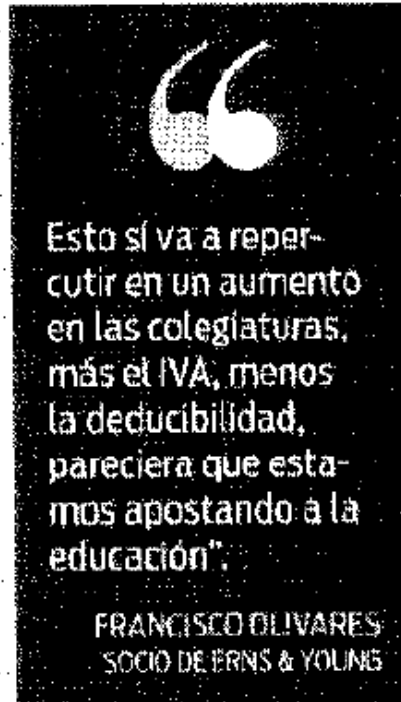 Esto sí va a reper-
cutir en un aumento
en las colegiaturas,
más el IVA, menos
la deducibilidad,
pareciera que esta-
mos apostando a la
educación".
FRANCISCO OLIVARES
SOCIO DE ERNS & YOUNG